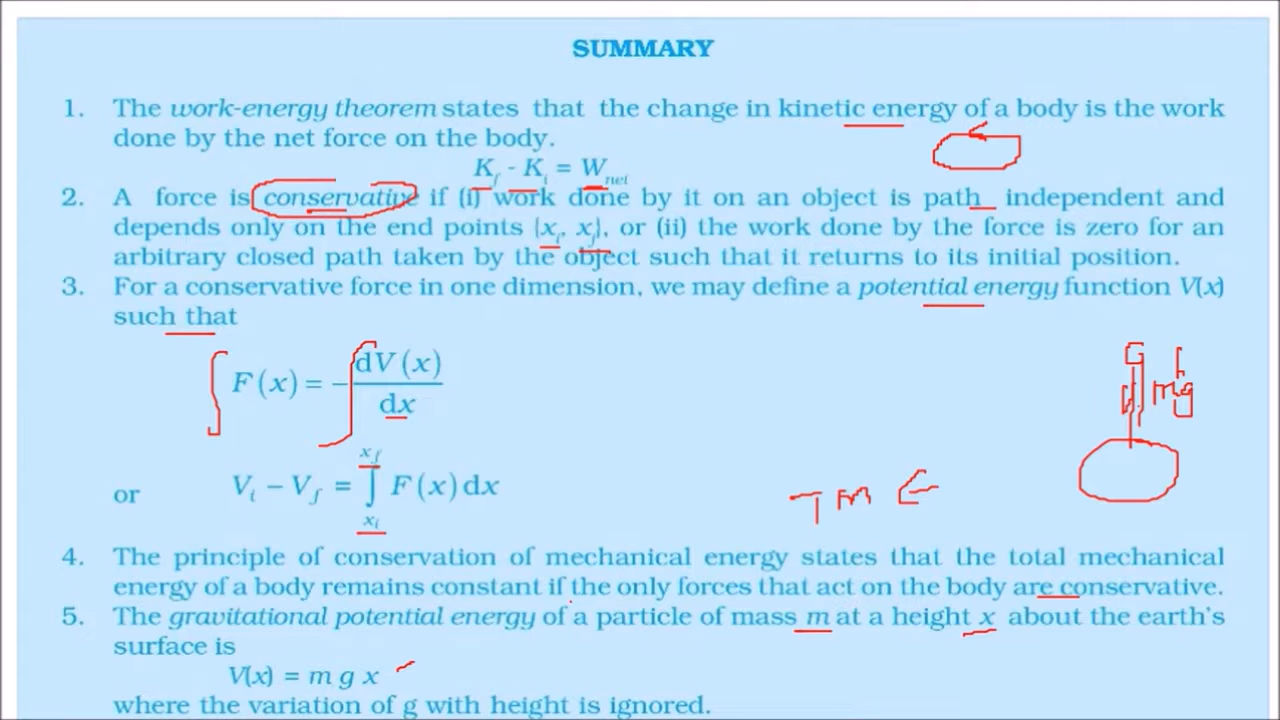 SUMMARY
1. The work-energy theorem states that the change in kinetic energy of a body is the work
done by the net force on the body.
K_f - K_i = W_net
2. A force is conservative if (i) work done by it on an object is path independent and
depends only on the end points {x_i, x_j}, or (ii) the work done by the force is zero for an
arbitrary closed path taken by the object such that it returns to its initial position.
3. For a conservative force in one dimension, we may define a potential energy function V(x)
such that
F(x) = - dV(x)/dx
mg
or V_i - V_f = ∫_{x_i}^{x_f} F(x) dx
TME
4. The principle of conservation of mechanical energy states that the total mechanical
energy of a body remains constant if the only forces that act on the body are conservative.
5. The gravitational potential energy of a particle of mass m at a height x about the earth's
surface is
V(x) = m g x
where the variation of g with height is ignored.